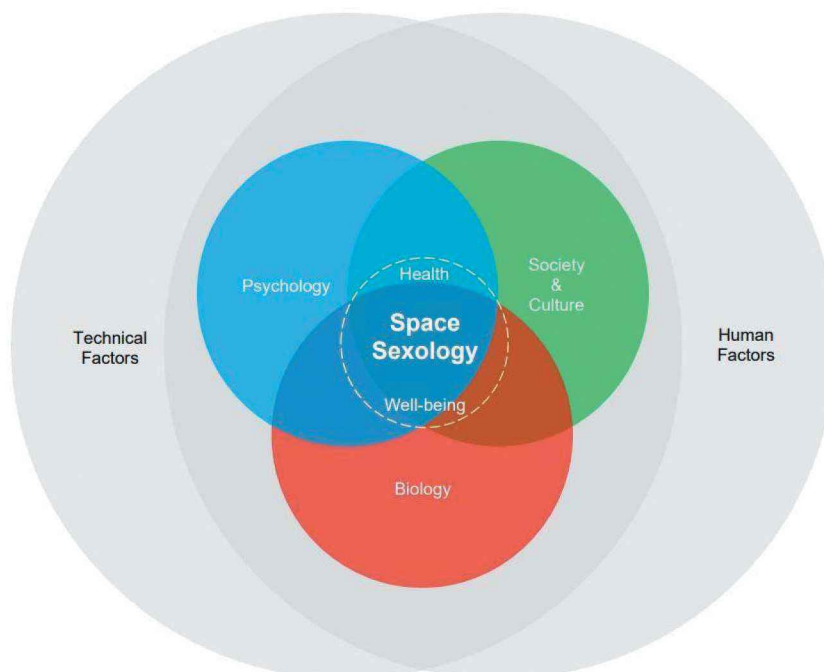 Health
Society
&
Culture
Psychology
Space
Sexology
Technical
Factors
Human
Factors
Well-being
Biology